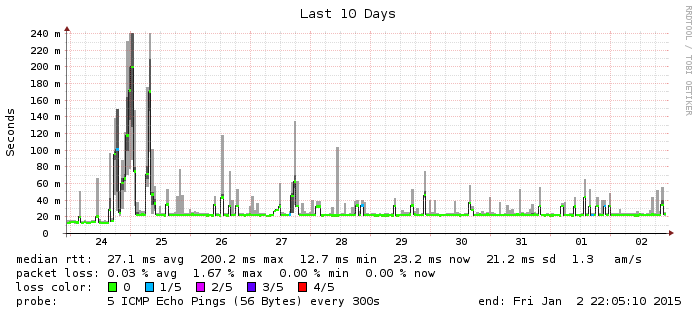 Last 10 Days
RRDTOOL / TOBI OETIKER
Seconds
240 m
220 m
200 m
180 m
160 m
140 m
120 m
100 m
80 m
60 m
40 m
20 m
0
24 25 26 27 28 29 30 31 01 02
median rtt: 27.1 ms avg 200.2 ms max 12.7 ms min 23.2 ms now 21.2 ms sd 1.3 am/s
packet loss: 0.03 % avg 1.67 % max 0.00 % min 0.00 % now
loss color: 0 1/5 2/5 3/5 4/5
probe: 5 ICMP Echo Pings (56 Bytes) every 300s end: Fri Jan 2 22:05:10 2015